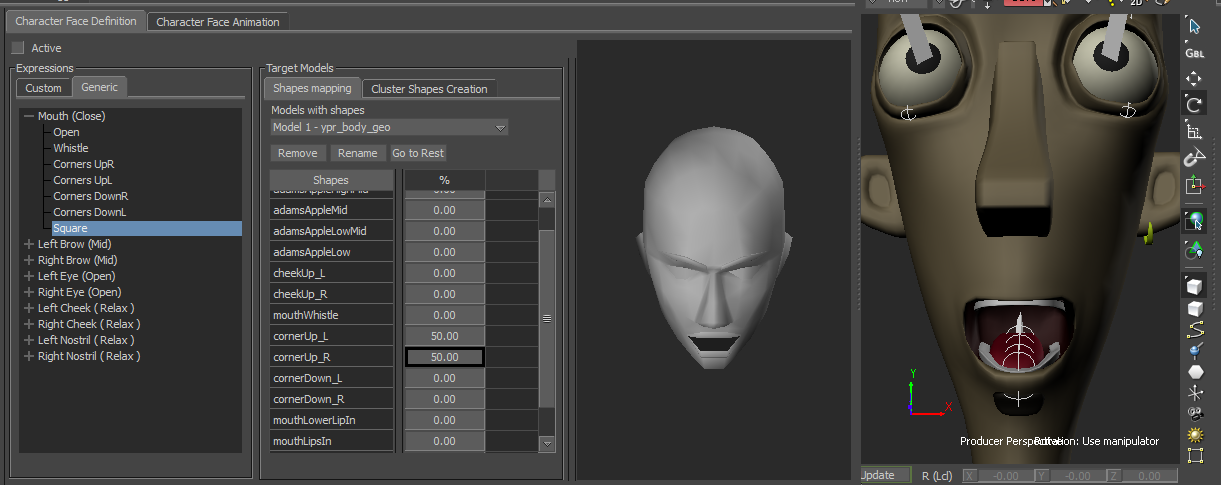 Character Face Definition
Character Face Animation
Active
Expressions
Custom
Generic
Mouth (Close)
Open
Whistle
Corners UpR
Corners UpL
Corners DownR
Corners DownL
Square
Left Brow (Mid)
Right Brow (Mid)
Left Eye (Open)
Right Eye (Open)
Left Cheek ( Relax )
Right Cheek ( Relax )
Left Nostril ( Relax )
Right Nostril ( Relax )
Target Models
Shapes mapping
Cluster Shapes Creation
Models with shapes
Model 1 - ypr_body_geo
Remove
Rename
Go to Rest
Shapes %
adamsAppleMid 0.00
adamsAppleLowMid 0.00
adamsAppleLow 0.00
cheekUp_L 0.00
cheekUp_R 0.00
mouthWhistle 0.00
cornerUp_L 50.00
cornerUp_R 50.00
cornerDown_L 0.00
cornerDown_R 0.00
mouthLowerLipIn 0.00
mouthLipsIn 0.00
2D
GBL
Y
X
Producer Perspective
Rotation: Use manipulator
Update R (Lcl) X -0.00 Y -0.00 Z 0.00